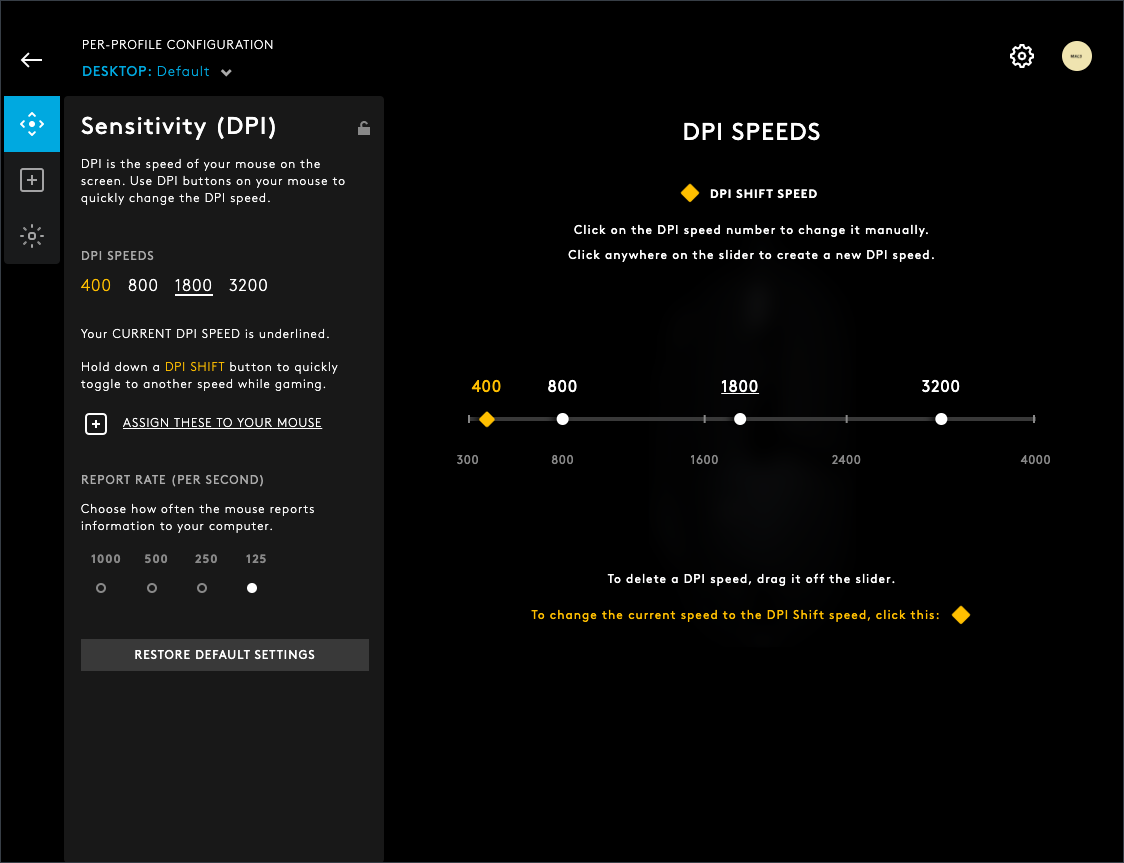 PER-PROFILE CONFIGURATION
DESKTOP: Default
Sensitivity (DPI)
DPI is the speed of your mouse on the
screen. Use DPI buttons on your mouse to
quickly change the DPI speed.
DPI SPEEDS
400 800 1800 3200
Your CURRENT DPI SPEED is underlined.
Hold down a DPI SHIFT button to quickly
toggle to another speed while gaming.
ASSIGN THESE TO YOUR MOUSE
REPORT RATE (PER SECOND)
Choose how often the mouse reports
information to your computer.
1000 500 250 125
RESTORE DEFAULT SETTINGS
DPI SPEEDS
DPI SHIFT SPEED
Click on the DPI speed number to change it manually.
Click anywhere on the slider to create a new DPI speed.
400 800 1800 3200
300 800 1600 2400 4000
To delete a DPI speed, drag it off the slider.
To change the current speed to the DPI Shift speed, click this: